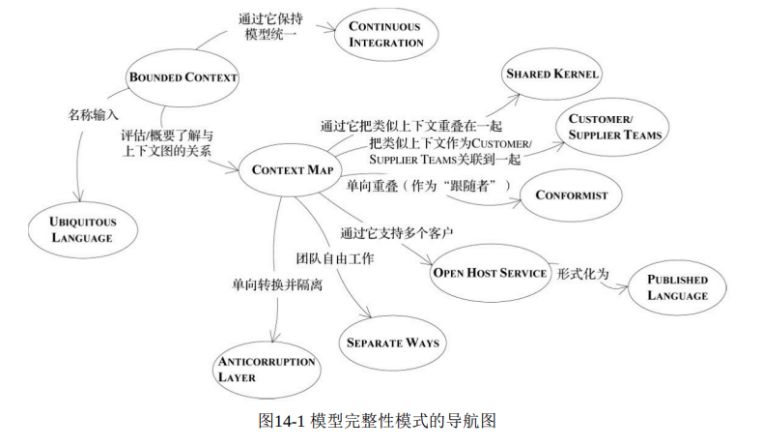 通过它保持
模型统一
CONTINUOUS
INTEGRATION
BOUNDED CONTEXT
SHARED KERNEL
名称输入
评估/概要了解与
上下文图的关系
通过它把类似上下文重叠在一起
CUSTOMER/
SUPPLIER TEAMS
把类似上下文作为CUSTOMER/
SUPPLIER TEAMS关联到一起
CONTEXT MAP
单向重叠（作为“跟随者”）
CONFORMIST
UBIQUITOUS
LANGUAGE
通过它支持多个客户
团队自由工作
OPEN HOST SERVICE
形式化为
PUBLISHED
LANGUAGE
单向转换并隔离
SEPARATE WAYS
ANTICORRUPTION
LAYER
图14-1 模型完整性模式的导航图